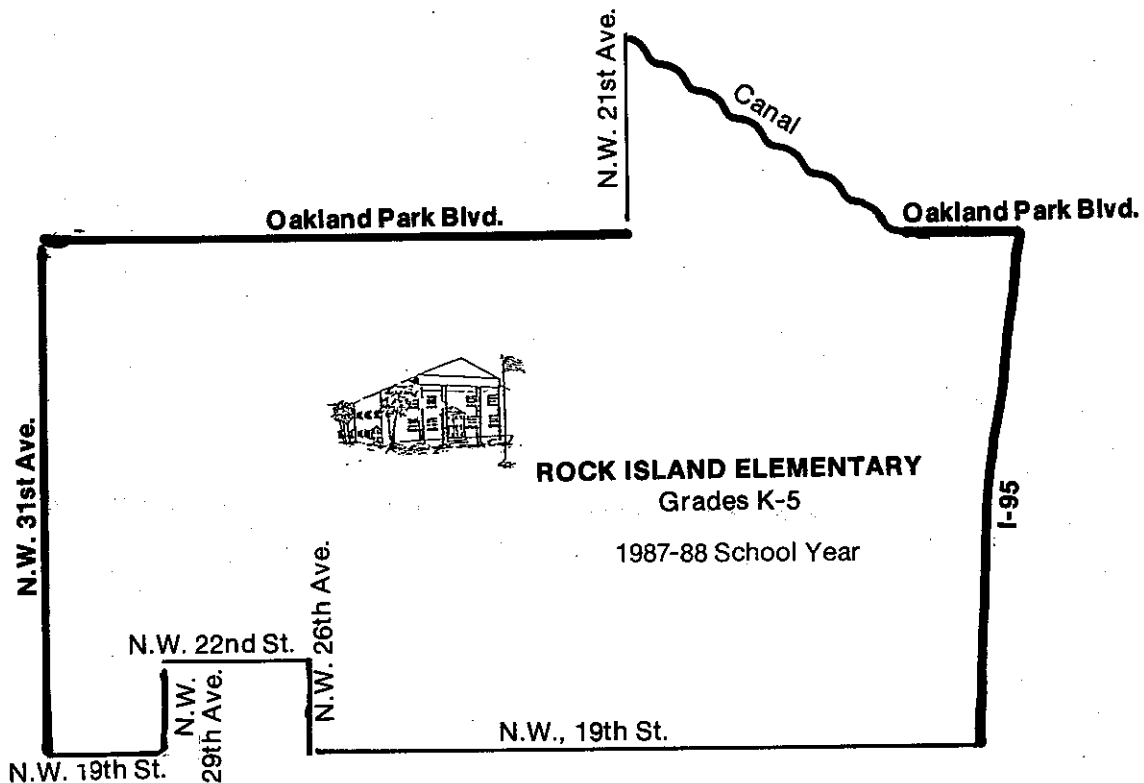 N.W. 21st Ave.
Canal
Oakland Park Blvd.
Oakland Park Blvd.
N.W. 31st Ave.
ROCK ISLAND ELEMENTARY
Grades K-5
1987-88 School Year
I-95
N.W. 22nd St.
N.W. 26th Ave.
N.W.
29th Ave.
N.W., 19th St.
N.W. 19th St.